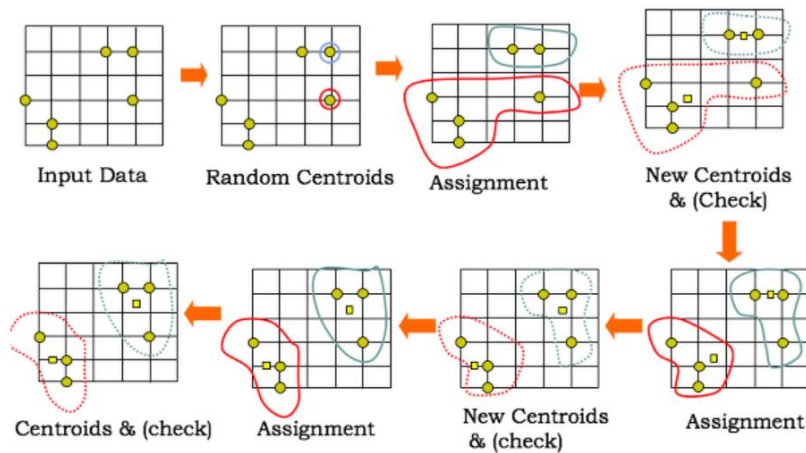 Input Data
Random Centroids
Assignment
New Centroids
& (Check)
Assignment
New Centroids
& (check)
Assignment
Centroids & (check)